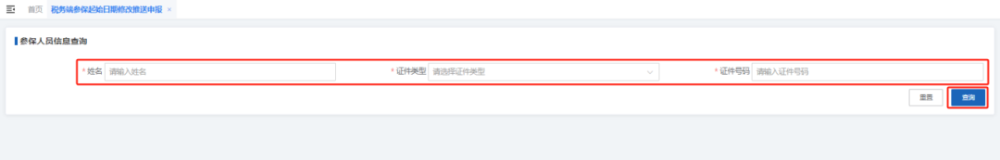 首页 税务端参保起始日期修改推送申报 ×
参保人员信息查询
* 姓名 请输入姓名 * 证件类型 请选择证件类型 * 证件号码 请输入证件号码
重置 查询